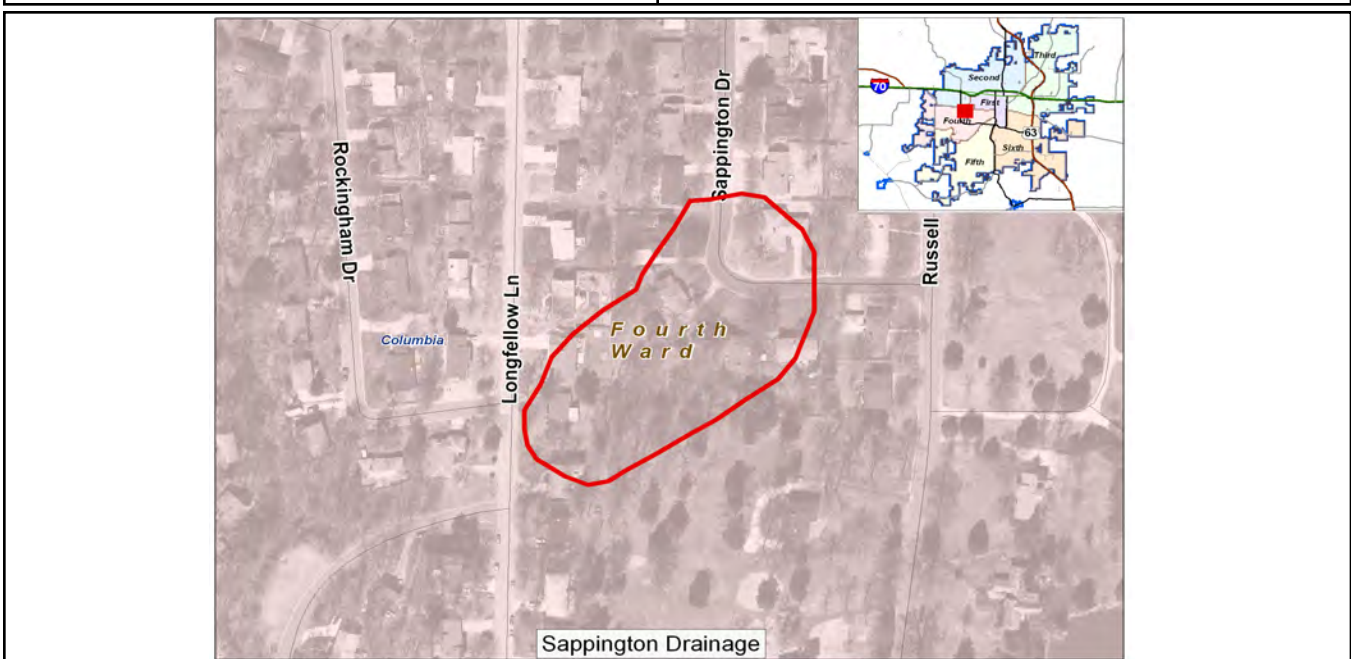 Sappington Dr
Rockingham Dr
Longfellow Ln
Russell
Columbia
Fourth
Ward
70
Second
Third
First
Fourth
63
Sixth
Fifth
Sappington Drainage